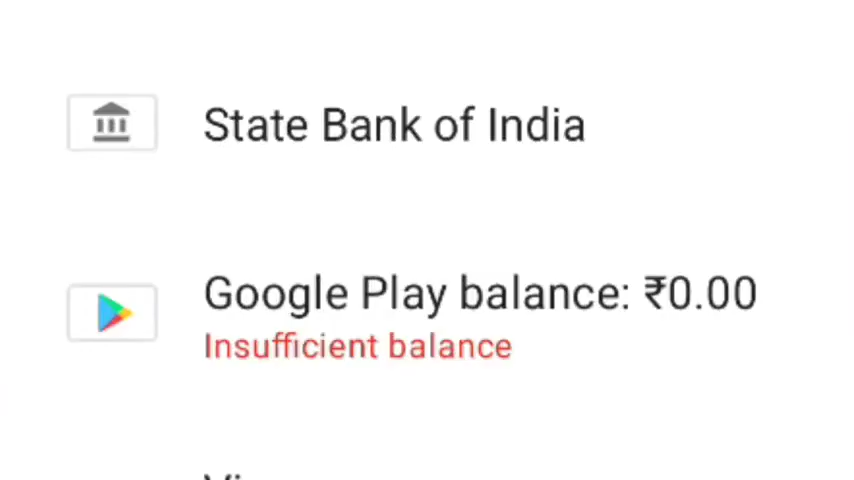 State Bank of India
Google Play balance: ₹0.00
Insufficient balance